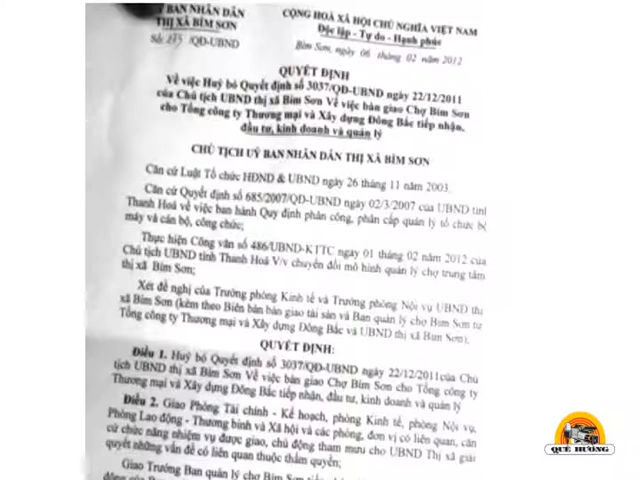 Ỷ BAN NHÂN DÂN
THỊ XÃ BỈM SƠN
Số: 275 /QĐ-UBND
CỘNG HOÀ XÃ HỘI CHỦ NGHĨA VIỆT NAM
Độc lập - Tự do - Hạnh phúc
Bỉm Sơn, ngày 06 tháng 02 năm 2012
QUYẾT ĐỊNH
Về việc Huỷ bỏ Quyết định số 3037/QĐ-UBND ngày 22/12/2011
của Chủ tịch UBND thị xã Bỉm Sơn Về việc bàn giao Chợ Bỉm Sơn
cho Tổng công ty Thương mại và Xây dựng Đông Bắc tiếp nhận,
đầu tư, kinh doanh và quản lý
CHỦ TỊCH UỶ BAN NHÂN DÂN THỊ XÃ BỈM SƠN
Căn cứ Luật Tổ chức HĐND & UBND ngày 26 tháng 11 năm 2003.
Căn cứ Quyết định số 685/2007/QĐ-UBND ngày 02/3/2007 của UBND tỉnh
Thanh Hoá về việc ban hành Quy định phân công, phân cấp quản lý tổ chức bộ
máy và cán bộ, công chức;
Thực hiện Công văn số 486/UBND-KTTC ngày 01 tháng 02 năm 2012 của
Chủ tịch UBND tỉnh Thanh Hoá V/v chuyển đổi mô hình quản lý chợ trung tâm
thị xã Bỉm Sơn;
Xét đề nghị của Trưởng phòng Kinh tế và Trưởng phòng Nội vụ UBND thị
xã Bỉm Sơn (kèm theo Biên bản bàn giao tài sản và Ban quản lý chợ Bỉm Sơn từ
Tổng công ty Thương mại và Xây dựng Đông Bắc và UBND thị xã Bỉm Sơn).
QUYẾT ĐỊNH:
Điều 1. Huỷ bỏ Quyết định số 3037/QĐ-UBND ngày 22/12/2011của Chủ
tịch UBND thị xã Bỉm Sơn Về việc bàn giao Chợ Bỉm Sơn cho Tổng công ty
Thương mại và Xây dựng Đông Bắc tiếp nhận, đầu tư, kinh doanh và quản lý
Điều 2. Giao Phòng Tài chính - Kế hoạch, phòng Kinh tế, phòng Nội vụ,
Phòng Lao động - Thương binh và Xã hội và các phòng, đơn vị có liên quan, căn
cứ chức năng nhiệm vụ được giao, chủ động tham mưu cho UBND Thị xã giải
quyết những vấn đề có liên quan thuộc thẩm quyền;
Giao Trưởng Ban quản lý chợ Bỉm Sơn
QUÊ HƯƠNG